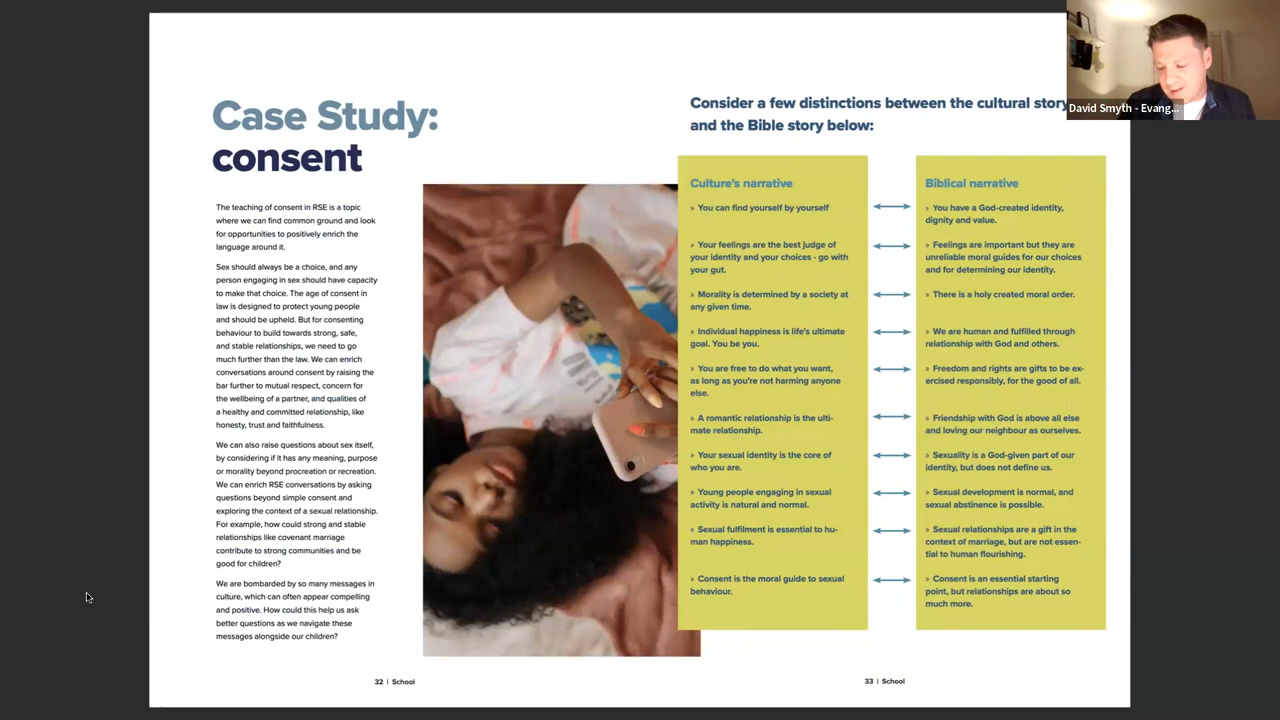 Case Study:
consent
The teaching of consent in RSE is a topic
where we can find common ground and look
for opportunities to positively enrich the
language around it.
Sex should always be a choice, and any
person engaging in sex should have capacity
to make that choice. The age of consent in
law is designed to protect young people
and should be upheld. But for consenting
behaviour to build towards strong, safe,
and stable relationships, we need to go
much further than the law. We can enrich
conversations around consent by raising the
bar further to mutual respect, concern for
the wellbeing of a partner, and qualities of
a healthy and committed relationship, like
honesty, trust and faithfulness.
We can also raise questions about sex itself,
by considering if it has any meaning, purpose
or morality beyond procreation or recreation.
We can enrich RSE conversations by asking
questions beyond simple consent and
exploring the context of a sexual relationship.
For example, how could strong and stable
relationships like covenant marriage
contribute to strong communities and be
good for children?
We are bombarded by so many messages in
culture, which can often appear compelling
and positive. How could this help us ask
better questions as we navigate these
messages alongside our children?
32 | School
Consider a few distinctions between the cultural story
and the Bible story below:
Culture's narrative
» You can find yourself by yourself
» Your feelings are the best judge of
your identity and your choices - go with
your gut.
» Morality is determined by a society at
any given time.
» Individual happiness is life's ultimate
goal. You be you.
» You are free to do what you want,
as long as you're not harming anyone
else.
» A romantic relationship is the ulti-
mate relationship.
» Your sexual identity is the core of
who you are.
» Young people engaging in sexual
activity is natural and normal.
» Sexual fulfilment is essential to hu-
man happiness.
» Consent is the moral guide to sexual
behaviour.
Biblical narrative
» You have a God-created identity,
dignity and value.
» Feelings are important but they are
unreliable moral guides for our choices
and for determining our identity.
» There is a holy created moral order.
» We are human and fulfilled through
relationship with God and others.
» Freedom and rights are gifts to be ex-
ercised responsibly, for the good of all.
» Friendship with God is above all else
and loving our neighbour as ourselves.
» Sexuality is a God-given part of our
identity, but does not define us.
» Sexual development is normal, and
sexual abstinence is possible.
» Sexual relationships are a gift in the
context of marriage, but are not essen-
tial to human flourishing.
» Consent is an essential starting
point, but relationships are about so
much more.
33 | School
David Smyth - Evang...